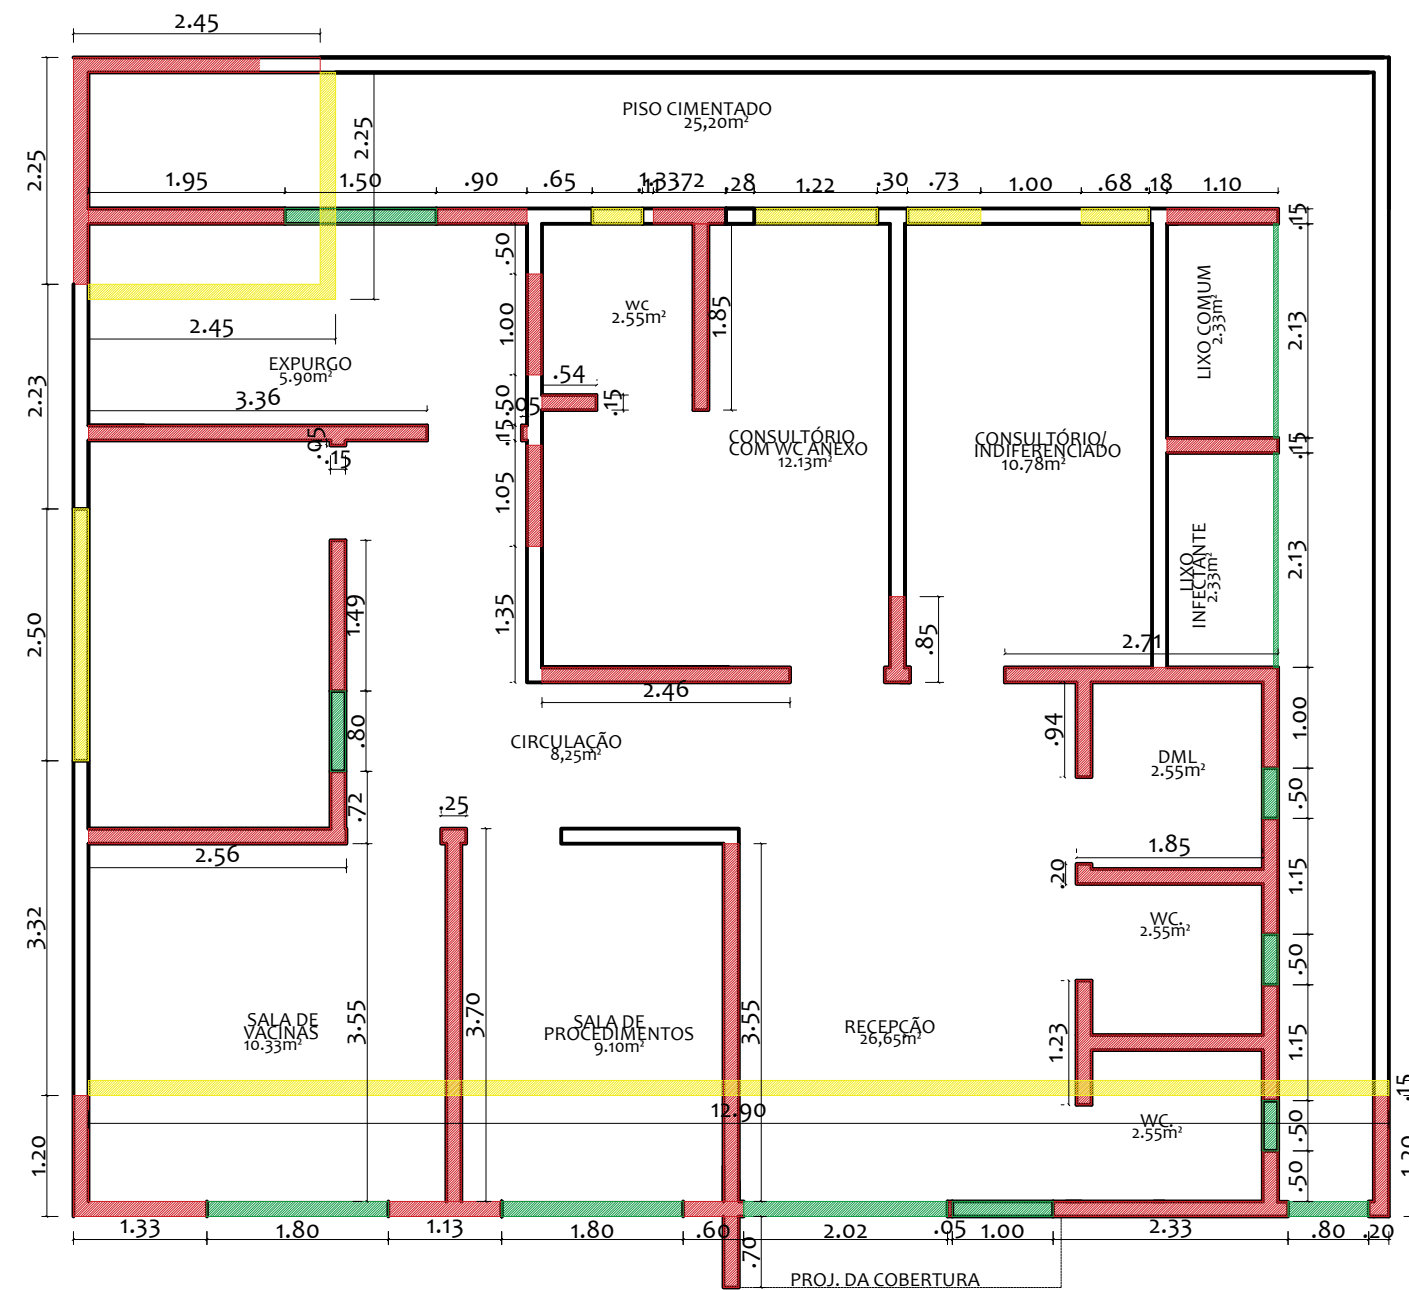 2.45
PISO CIMENTADO
25,20m²
2.25
2.25
1.95
1.50
.90
.65
.72
.28
1.22
.30
.73
1.00
.68
.18
1.10
.15
.50
1.00
.50
.15
1.05
1.35
wc
2.55m²
1.85
.54
.15
.05
LIXO COMUM
2.33m²
2.13
2.45
EXPURGO
5.90m²
2.23
3.36
.05
.15
CONSULTÓRIO
COM WC ANEXO
12.13m²
CONSULTÓRIO/
INDIFERENCIADO
10.78m²
.15
LIXO
INFECTANTE
2.33m²
2.13
2.50
1.49
.80
.72
.85
2.71
2.46
CIRCULAÇÃO
8,25m²
.94
DML
2.55m²
1.00
.50
.25
2.56
1.85
.20
1.15
3.32
WC.
2.55m²
.50
SALA DE
VACINAS
10.33m²
3.55
3.70
SALA DE
PROCEDIMENTOS
9.10m²
3.55
RECEPÇÃO
26,65m²
1.23
1.15
.15
12.90
WC.
2.55m²
.50
1.20
.50
1.20
1.33
1.80
1.13
1.80
.60
.70
2.02
.05
1.00
2.33
.80
.20
PROJ. DA COBERTURA